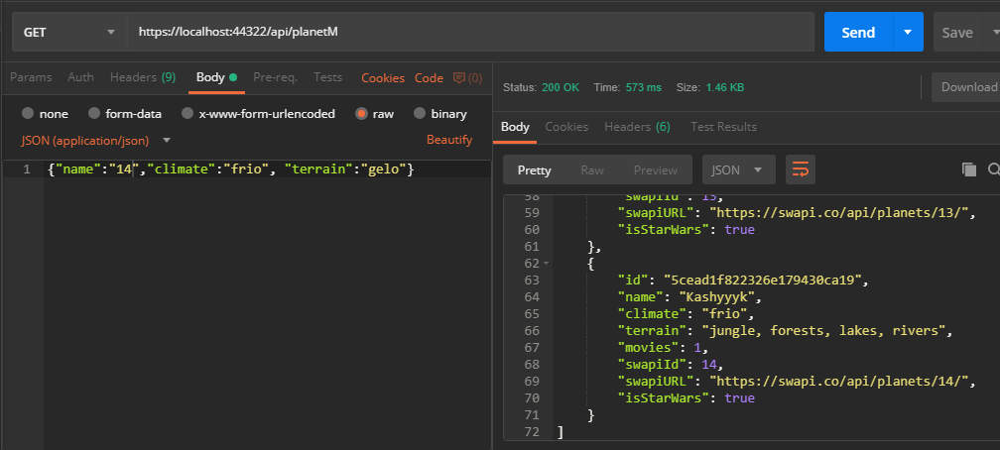 GET https://localhost:44322/api/planetM Send Save
Params Auth Headers (9) Body Pre-req. Tests Cookies Code (0)
none form-data x-www-form-urlencoded raw binary
JSON (application/json) Beautify
1 {"name":"14","climate":"frio", "terrain":"gelo"}
Status: 200 OK Time: 573 ms Size: 1.46 KB Download
Body Cookies Headers (6) Test Results
Pretty Raw Preview JSON
58 "swapiId": 13,
59 "swapiURL": "https://swapi.co/api/planets/13/",
60 "isStarWars": true
61 },
62 {
63 "id": "5cead1f822326e179430ca19",
64 "name": "Kashyyyk",
65 "climate": "frio",
66 "terrain": "jungle, forests, lakes, rivers",
67 "movies": 1,
68 "swapiId": 14,
69 "swapiURL": "https://swapi.co/api/planets/14/",
70 "isStarWars": true
71 }
72 ]